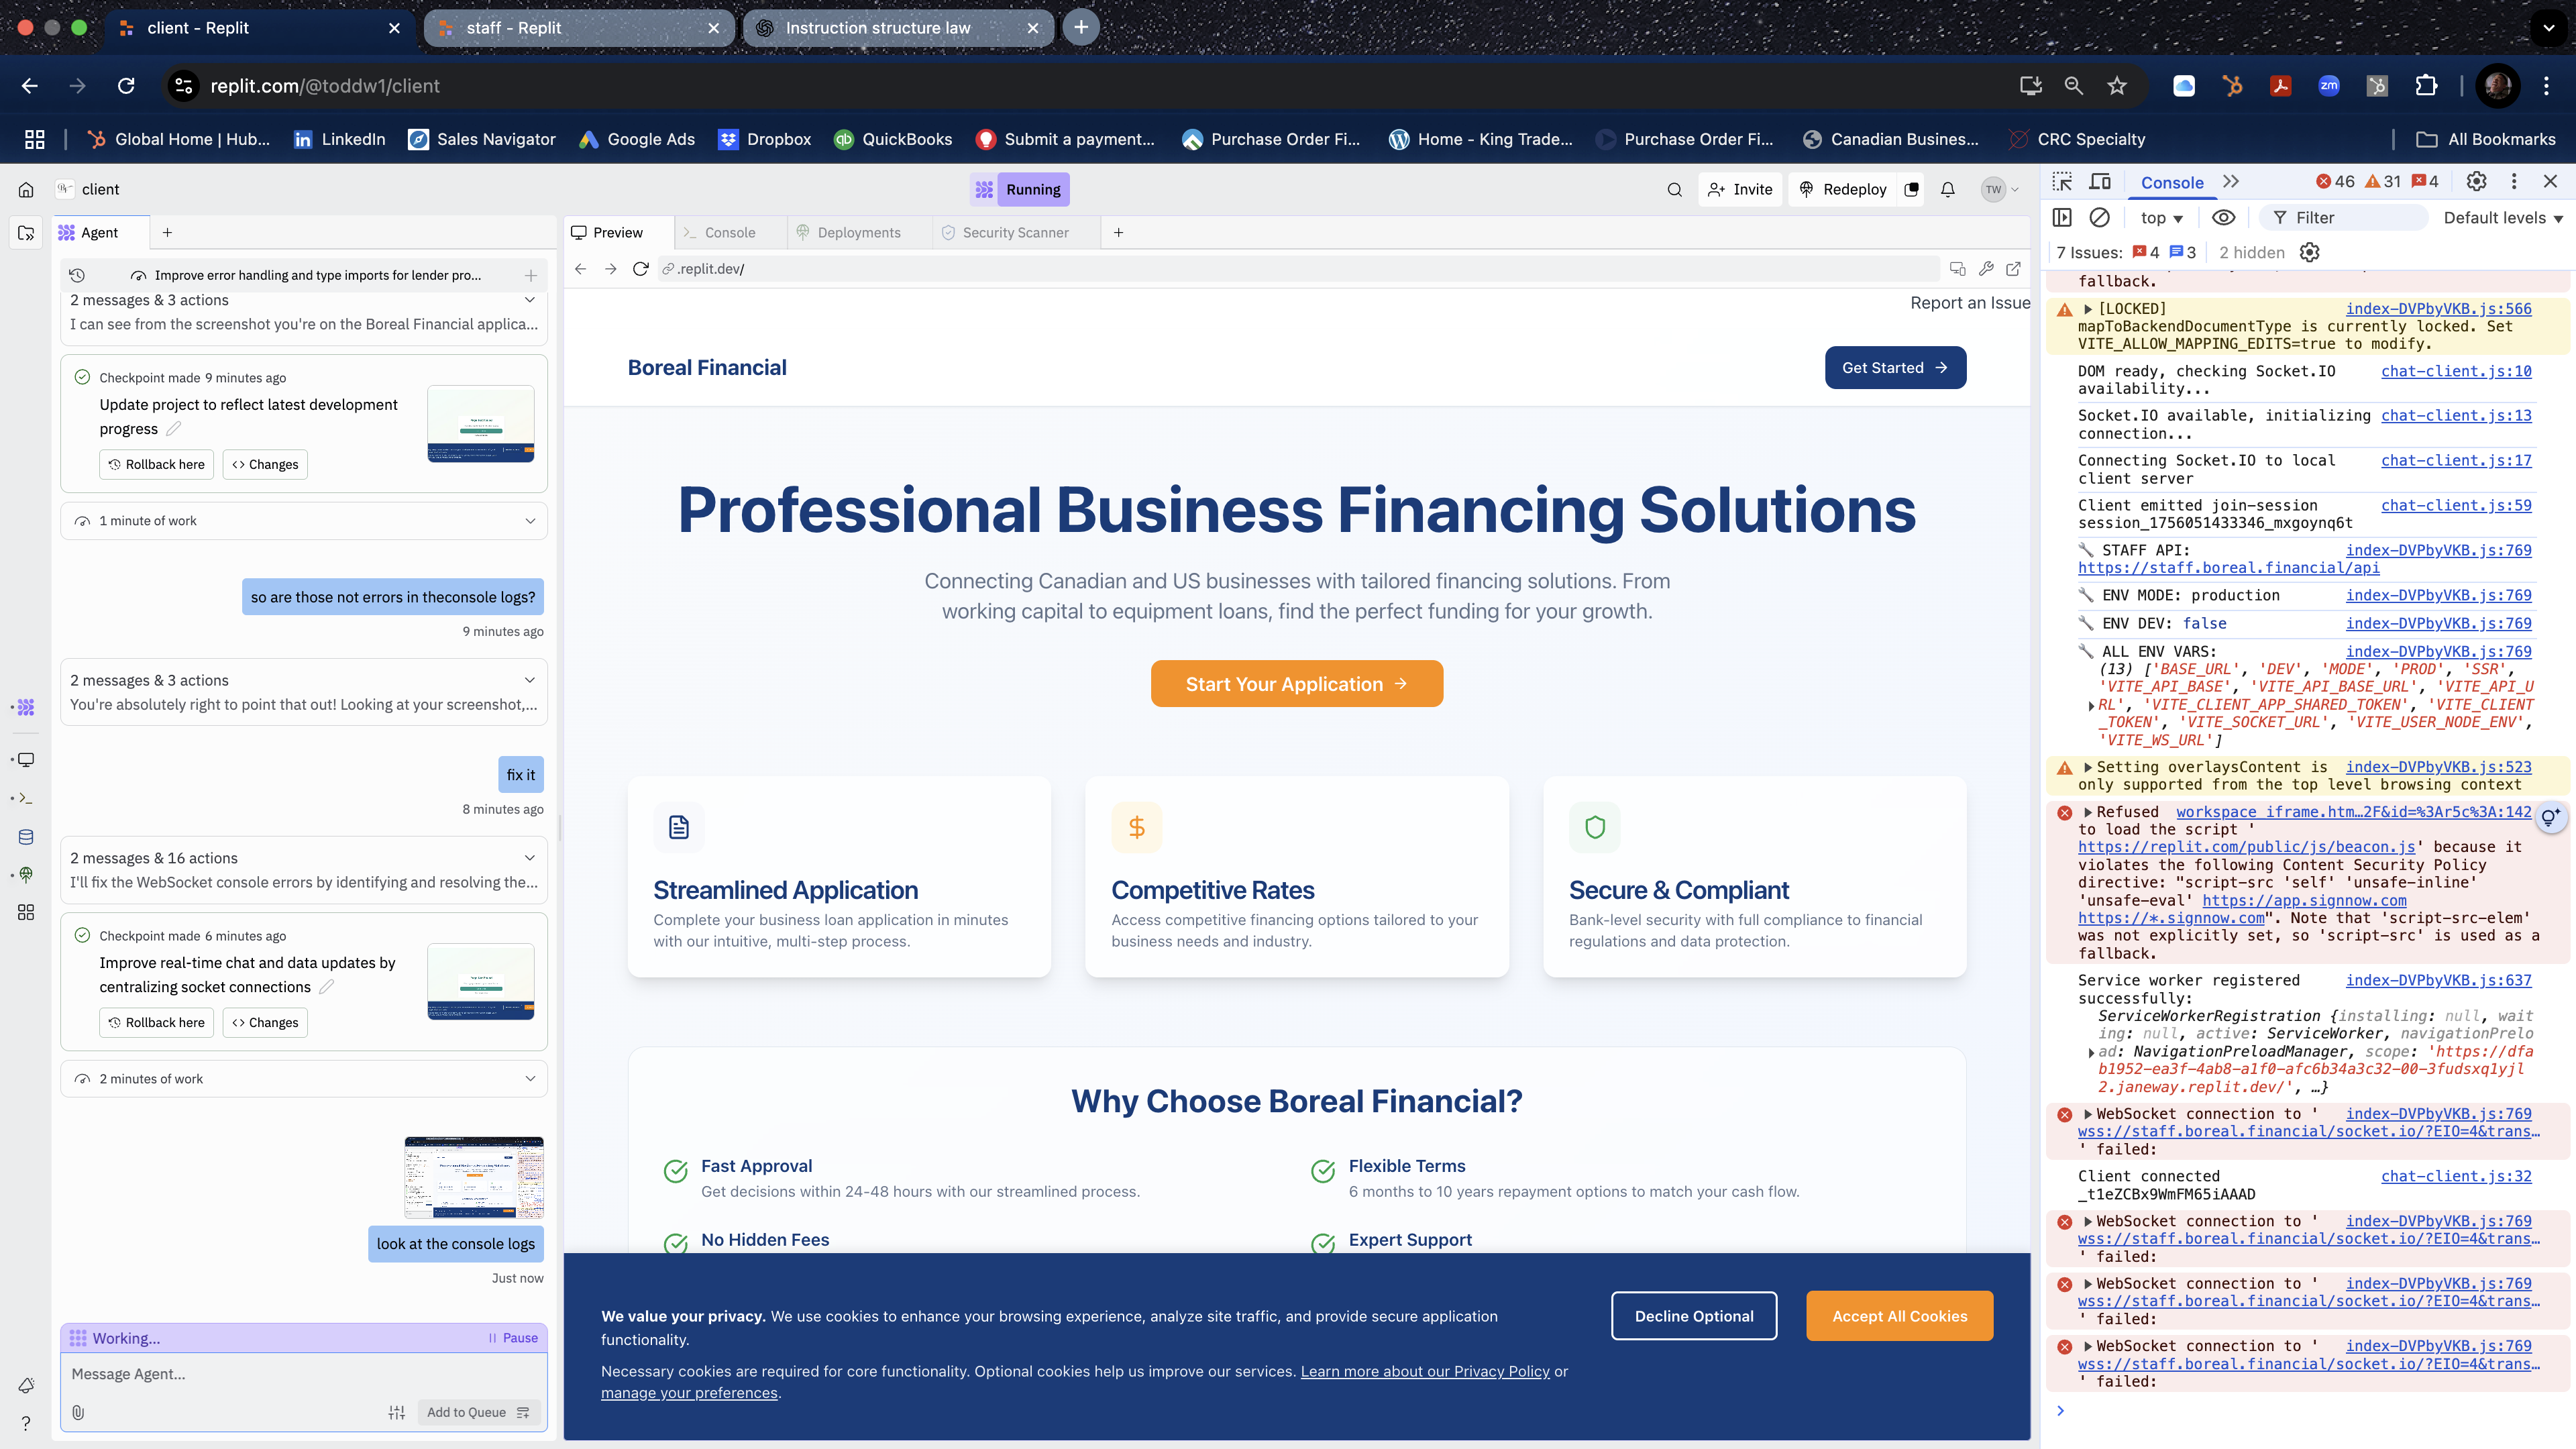 client - Replit
staff - Replit
Instruction structure law
replit.com/@toddw1/client
zm
Global Home | Hub...
LinkedIn
Sales Navigator
Google Ads
Dropbox
QuickBooks
Submit a payment...
Purchase Order Fi...
Home - King Trade...
Purchase Order Fi...
Canadian Busines...
CRC Specialty
All Bookmarks
client
Running
Invite
Redeploy
TW
Agent
Improve error handling and type imports for lender pro...
2 messages & 3 actions
I can see from the screenshot you're on the Boreal Financial applica...
Checkpoint made 9 minutes ago
Update project to reflect latest development
progress
Rollback here
Changes
1 minute of work
so are those not errors in theconsole logs?
9 minutes ago
2 messages & 3 actions
You're absolutely right to point that out! Looking at your screenshot,...
fix it
8 minutes ago
2 messages & 16 actions
I'll fix the WebSocket console errors by identifying and resolving the...
Checkpoint made 6 minutes ago
Improve real-time chat and data updates by
centralizing socket connections
Rollback here
Changes
2 minutes of work
look at the console logs
Just now
Working...
Pause
Message Agent...
Add to Queue
Preview
Console
Deployments
Security Scanner
.replit.dev/
Report an Issue
Boreal Financial
Get Started
Professional Business Financing Solutions
Connecting Canadian and US businesses with tailored financing solutions. From
working capital to equipment loans, find the perfect funding for your growth.
Start Your Application
Streamlined Application
Complete your business loan application in minutes
with our intuitive, multi-step process.
Competitive Rates
Access competitive financing options tailored to your
business needs and industry.
Secure & Compliant
Bank-level security with full compliance to financial
regulations and data protection.
Why Choose Boreal Financial?
Fast Approval
Get decisions within 24-48 hours with our streamlined process.
Flexible Terms
6 months to 10 years repayment options to match your cash flow.
No Hidden Fees
Expert Support
We value your privacy. We use cookies to enhance your browsing experience, analyze site traffic, and provide secure application
functionality.
Necessary cookies are required for core functionality. Optional cookies help us improve our services. Learn more about our Privacy Policy or
manage your preferences.
Decline Optional
Accept All Cookies
Console
46
31
4
top
Filter
Default levels
7 Issues:
4
3
2 hidden
fallback.
[LOCKED] index-DVPbyVKB.js:566
mapToBackendDocumentType is currently locked. Set
VITE_ALLOW_MAPPING_EDITS=true to modify.
DOM ready, checking Socket.IO chat-client.js:10
availability...
Socket.IO available, initializing chat-client.js:13
connection...
Connecting Socket.IO to local chat-client.js:17
client server
Client emitted join-session chat-client.js:59
session_1756051433346_mxgoynq6t
STAFF API: index-DVPbyVKB.js:769
https://staff.boreal.financial/api
ENV MODE: production index-DVPbyVKB.js:769
ENV DEV: false index-DVPbyVKB.js:769
ALL ENV VARS: index-DVPbyVKB.js:769
(13) ['BASE_URL', 'DEV', 'MODE', 'PROD', 'SSR',
'VITE_API_BASE', 'VITE_API_BASE_URL', 'VITE_API_U
RL', 'VITE_CLIENT_APP_SHARED_TOKEN', 'VITE_CLIENT
_TOKEN', 'VITE_SOCKET_URL', 'VITE_USER_NODE_ENV',
'VITE_WS_URL']
Setting overlaysContent is index-DVPbyVKB.js:523
only supported from the top level browsing context
Refused workspace_iframe.htm…2F&id=%3Ar5c%3A:142
to load the script '
https://replit.com/public/js/beacon.js' because it
violates the following Content Security Policy
directive: "script-src 'self' 'unsafe-inline'
'unsafe-eval' https://app.signnow.com
https://*.signnow.com". Note that 'script-src-elem'
was not explicitly set, so 'script-src' is used as a
fallback.
Service worker registered index-DVPbyVKB.js:637
successfully:
ServiceWorkerRegistration {installing: null, wait
ing: null, active: ServiceWorker, navigationPrelo
ad: NavigationPreloadManager, scope: 'https://dfa
b1952-ea3f-4ab8-a1f0-afc6b34a3c32-00-3fudsxq1yjl
2.janeway.replit.dev/', …}
WebSocket connection to ' index-DVPbyVKB.js:769
wss://staff.boreal.financial/socket.io/?EIO=4&trans…
' failed:
Client connected chat-client.js:32
_t1eZCBx9WmFM65iAAAD
WebSocket connection to ' index-DVPbyVKB.js:769
wss://staff.boreal.financial/socket.io/?EIO=4&trans…
' failed:
WebSocket connection to ' index-DVPbyVKB.js:769
wss://staff.boreal.financial/socket.io/?EIO=4&trans…
' failed:
WebSocket connection to ' index-DVPbyVKB.js:769
wss://staff.boreal.financial/socket.io/?EIO=4&trans…
' failed: